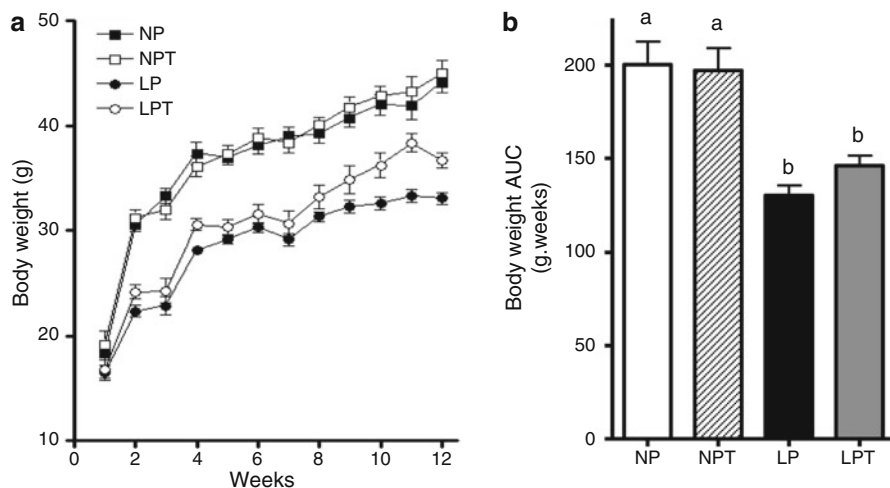 a
NP
NPT
LP
LPT
Body weight (g)
50
40
30
20
10
0 2 4 6 8 10 12
Weeks
b
Body weight AUC
(g.weeks)
200
150
100
50
0
a a b b
NP NPT LP LPT